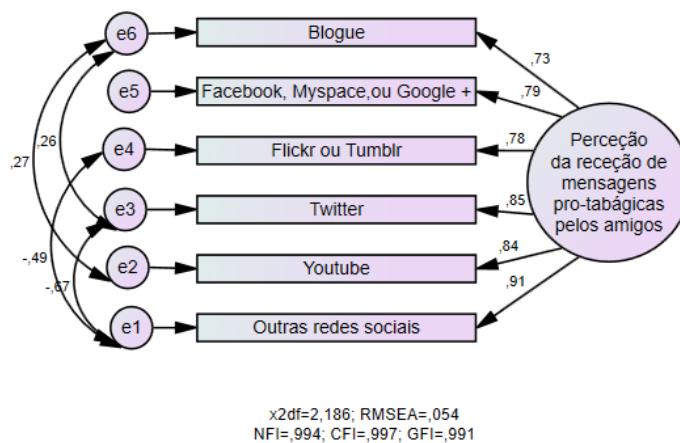 e6
Blogue
,73
e5
Facebook, Myspace,ou Google +
,79
e4
Flickr ou Tumblr
,78
Perceção
da receção de
mensagens
pro-tabágicas
pelos amigos
,26
,27
e3
Twitter
,85
-,49
e2
Youtube
,84
-,67
e1
Outras redes sociais
,91
x2df=2,186; RMSEA=,054
NFI=,994; CFI=,997; GFI=,991